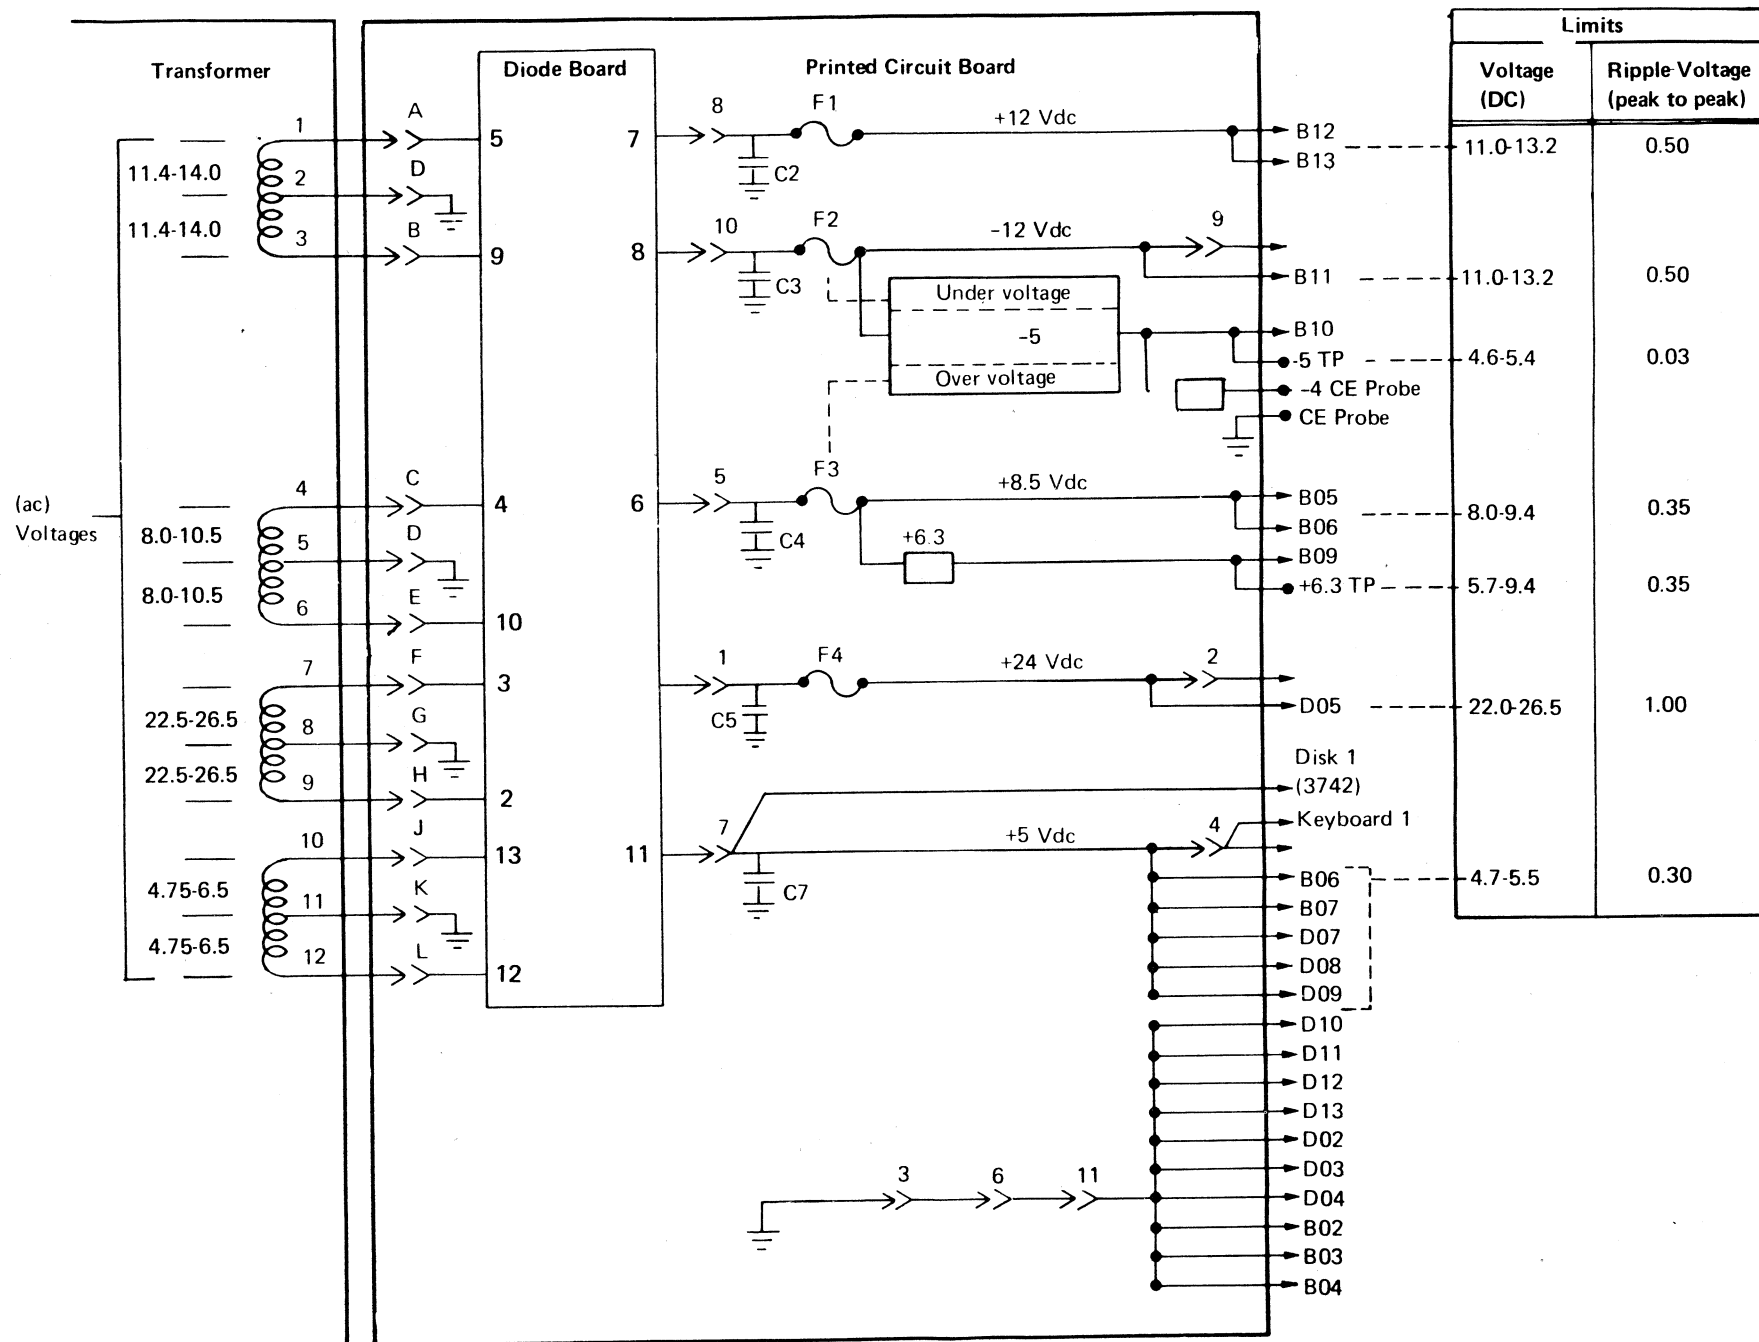 Limits
Transformer
Diode Board
Printed Circuit Board
Voltage
(DC)
Ripple-Voltage
(peak to peak)
1
A
5
7
8
F1
+12 Vdc
B12
11.0-13.2
0.50
B13
C2
11.4-14.0
2
D
11.4-14.0
3
B
9
8
10
F2
-12 Vdc
9
C3
B11
11.0-13.2
0.50
Under voltage
-5
Over voltage
B10
-5 TP
4.6-5.4
0.03
-4 CE Probe
CE Probe
(ac)
Voltages
4
C
4
6
5
F3
+8.5 Vdc
B05
8.0-9.4
0.35
B06
C4
+6.3
B09
+6.3 TP
5.7-9.4
0.35
8.0-10.5
5
D
8.0-10.5
6
E
10
7
F
3
1
F4
+24 Vdc
2
C5
D05
22.0-26.5
1.00
22.5-26.5
8
G
22.5-26.5
9
H
2
Disk 1
(3742)
Keyboard 1
10
J
13
11
7
+5 Vdc
4
C7
4.75-6.5
11
K
4.75-6.5
12
L
12
B06
4.7-5.5
0.30
B07
D07
D08
D09
D10
D11
D12
D13
D02
D03
3
6
11
D04
B02
B03
B04